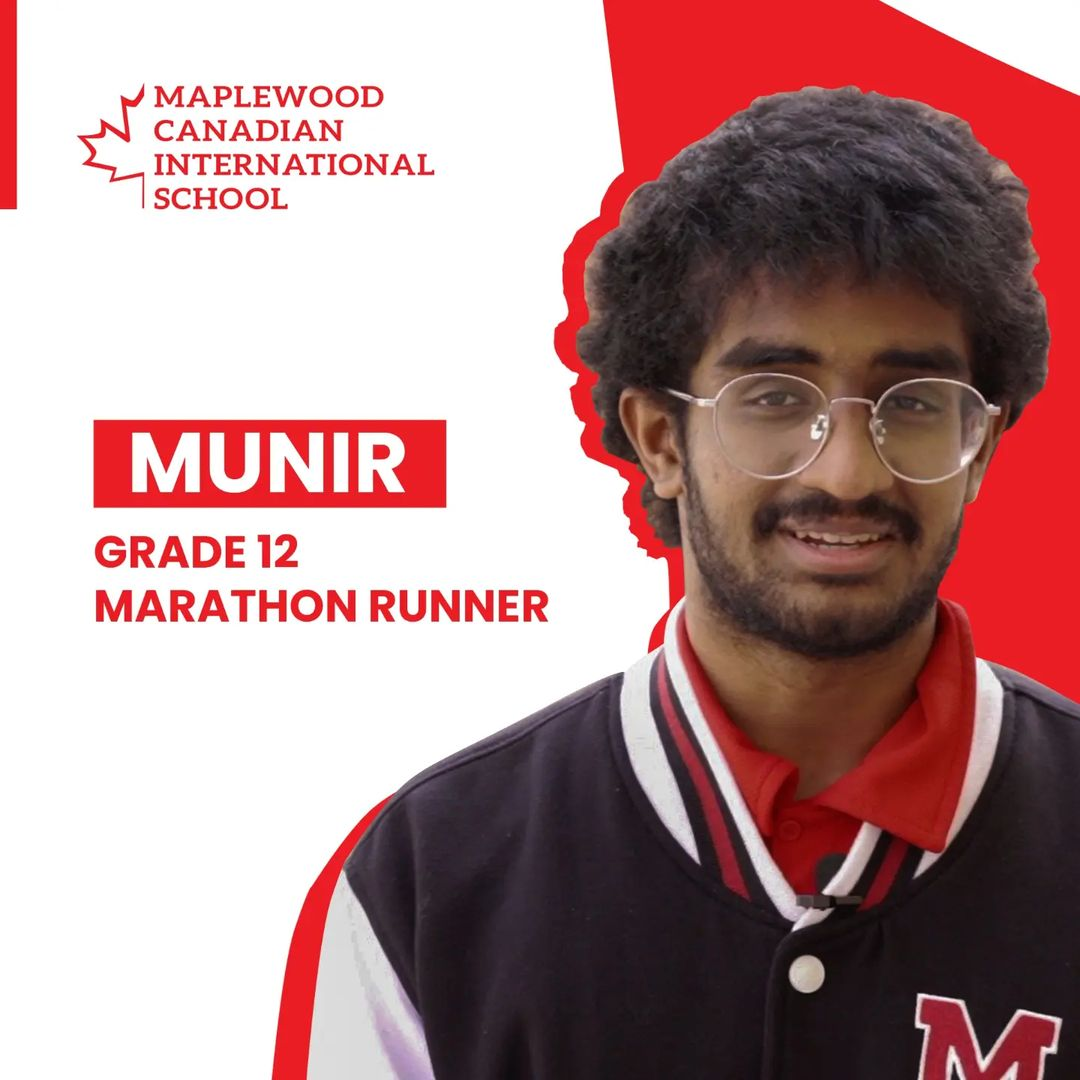 MAPLEWOOD
CANADIAN
INTERNATIONAL
SCHOOL
MUNIR
GRADE 12
MARATHON RUNNER
M